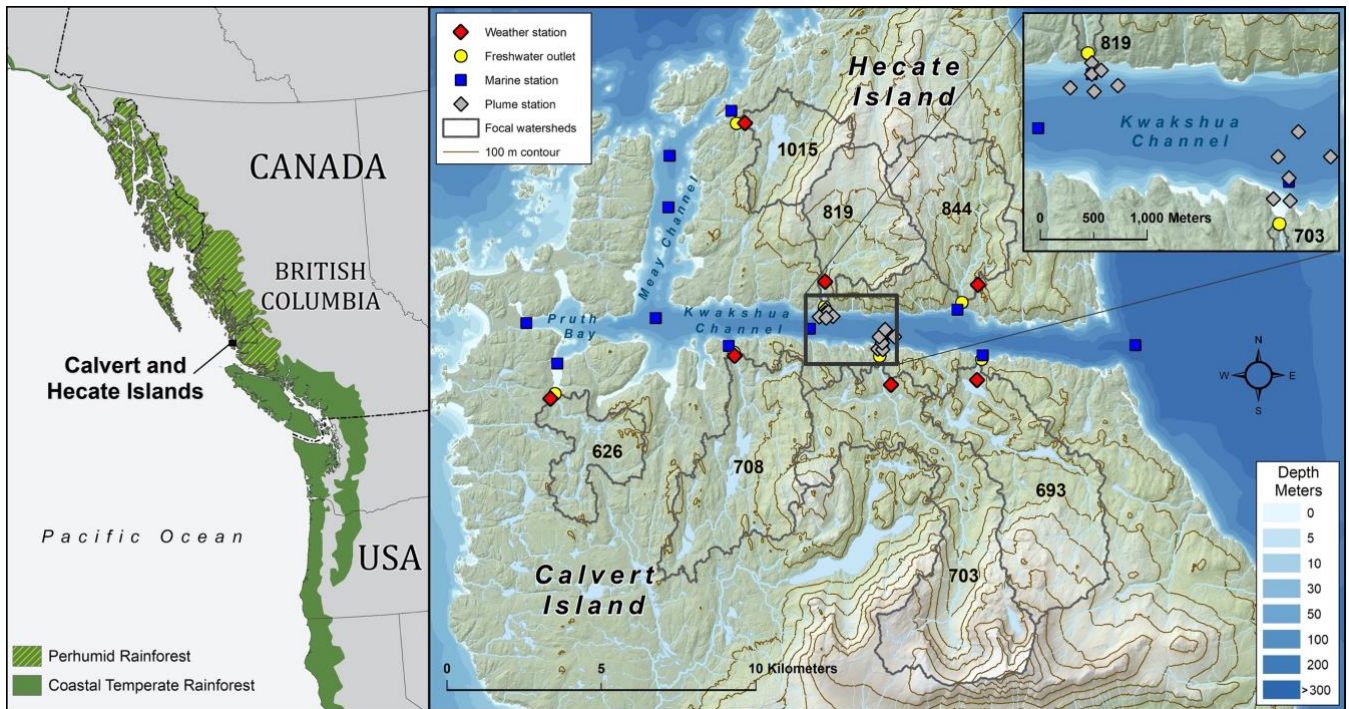 CANADA
BRITISH
COLUMBIA
Calvert and
Hecate Islands
Pacific Ocean
USA
Perhumid Rainforest
Coastal Temperate Rainforest
Weather station
Freshwater outlet
Marine station
Plume station
Focal watersheds
100 m contour
Hecate
Island
1015
819
844
Meay Channel
Pruth
Bay
Kwakshua
Channel
626
708
693
703
Calvert
Island
0 5 10 Kilometers
819
Kwakshua
Channel
0 500 1,000 Meters
703
N
W E
S
Depth
Meters
0
5
10
30
50
100
200
>300